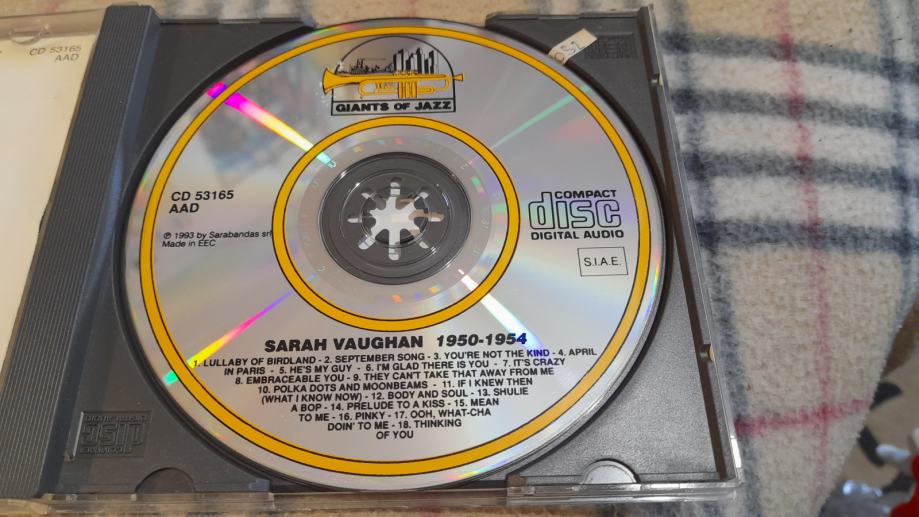 CD 53165
AAD
GIANTS OF JAZZ
CD 53165
AAD
℗ 1993 by Sarabandas srl
Made in EEC
COMPACT
disc
DIGITAL AUDIO
S.I.A.E.
SARAH VAUGHAN 1950-1954
1. LULLABY OF BIRDLAND - 2. SEPTEMBER SONG - 3. YOU'RE NOT THE KIND - 4. APRIL
IN PARIS - 5. HE'S MY GUY - 6. I'M GLAD THERE IS YOU - 7. IT'S CRAZY
8. EMBRACEABLE YOU - 9. THEY CAN'T TAKE THAT AWAY FROM ME
10. POLKA DOTS AND MOONBEAMS - 11. IF I KNEW THEN
(WHAT I KNOW NOW) - 12. BODY AND SOUL - 13. SHULIE
A BOP - 14. PRELUDE TO A KISS - 15. MEAN
TO ME - 16. PINKY - 17. OOH, WHAT-CHA
DOIN' TO ME - 18. THINKING
OF YOU